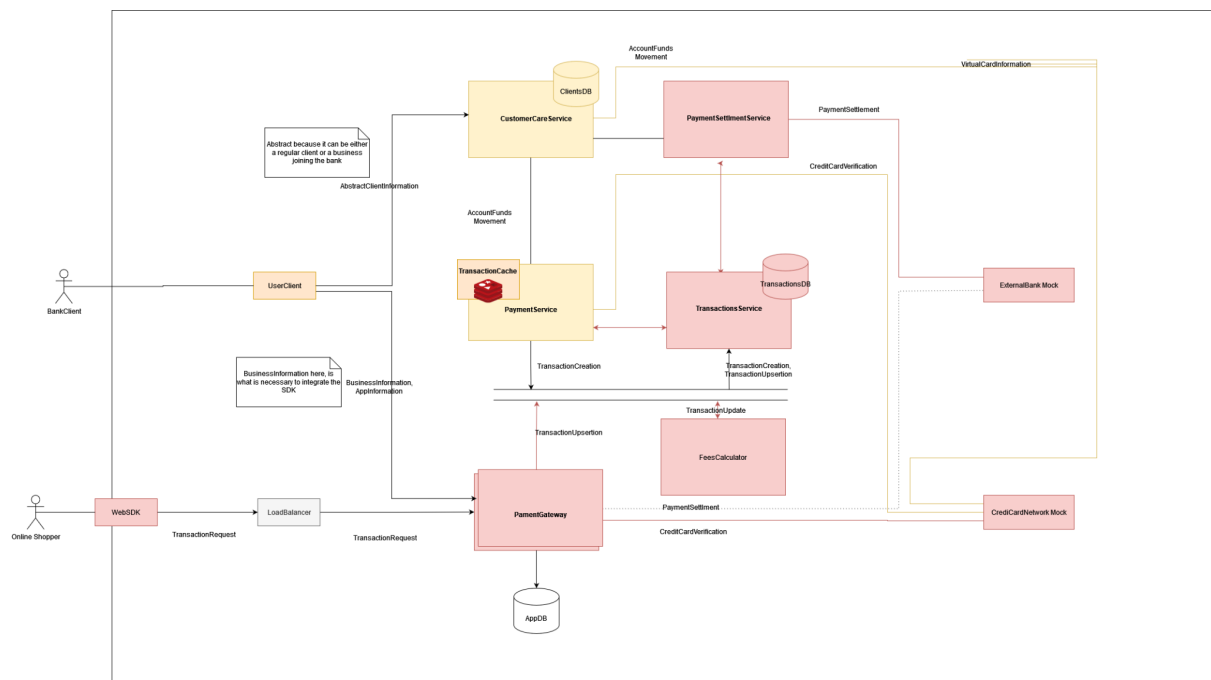 AccountFunds
Movement
VirtualCardInformation
ClientsDB
CustomerCareService
PaymentSettlmentService
PaymentSettlement
Abstract because it can be either
a regular client or a business
joining the bank
CreditCardVerification
AbstractClientInformation
AccountFunds
Movement
TransactionCache
UserClient
TransactionsDB
ExternalBank Mock
BankClient
PaymentService
TransactionsService
BusinessInformation here, is
what is necessary to integrate the
SDK
TransactionCreation
TransactionCreation,
TransactionUpsertion
BusinessInformation,
AppInformation
TransactionUpdate
TransactionUpsertion
FeesCalculator
WebSDK
LoadBalancer
PamentGateway
PaymentSettlment
CrediCardNetwork Mock
Online Shopper
TransactionRequest
TransactionRequest
CreditCardVerification
AppDB